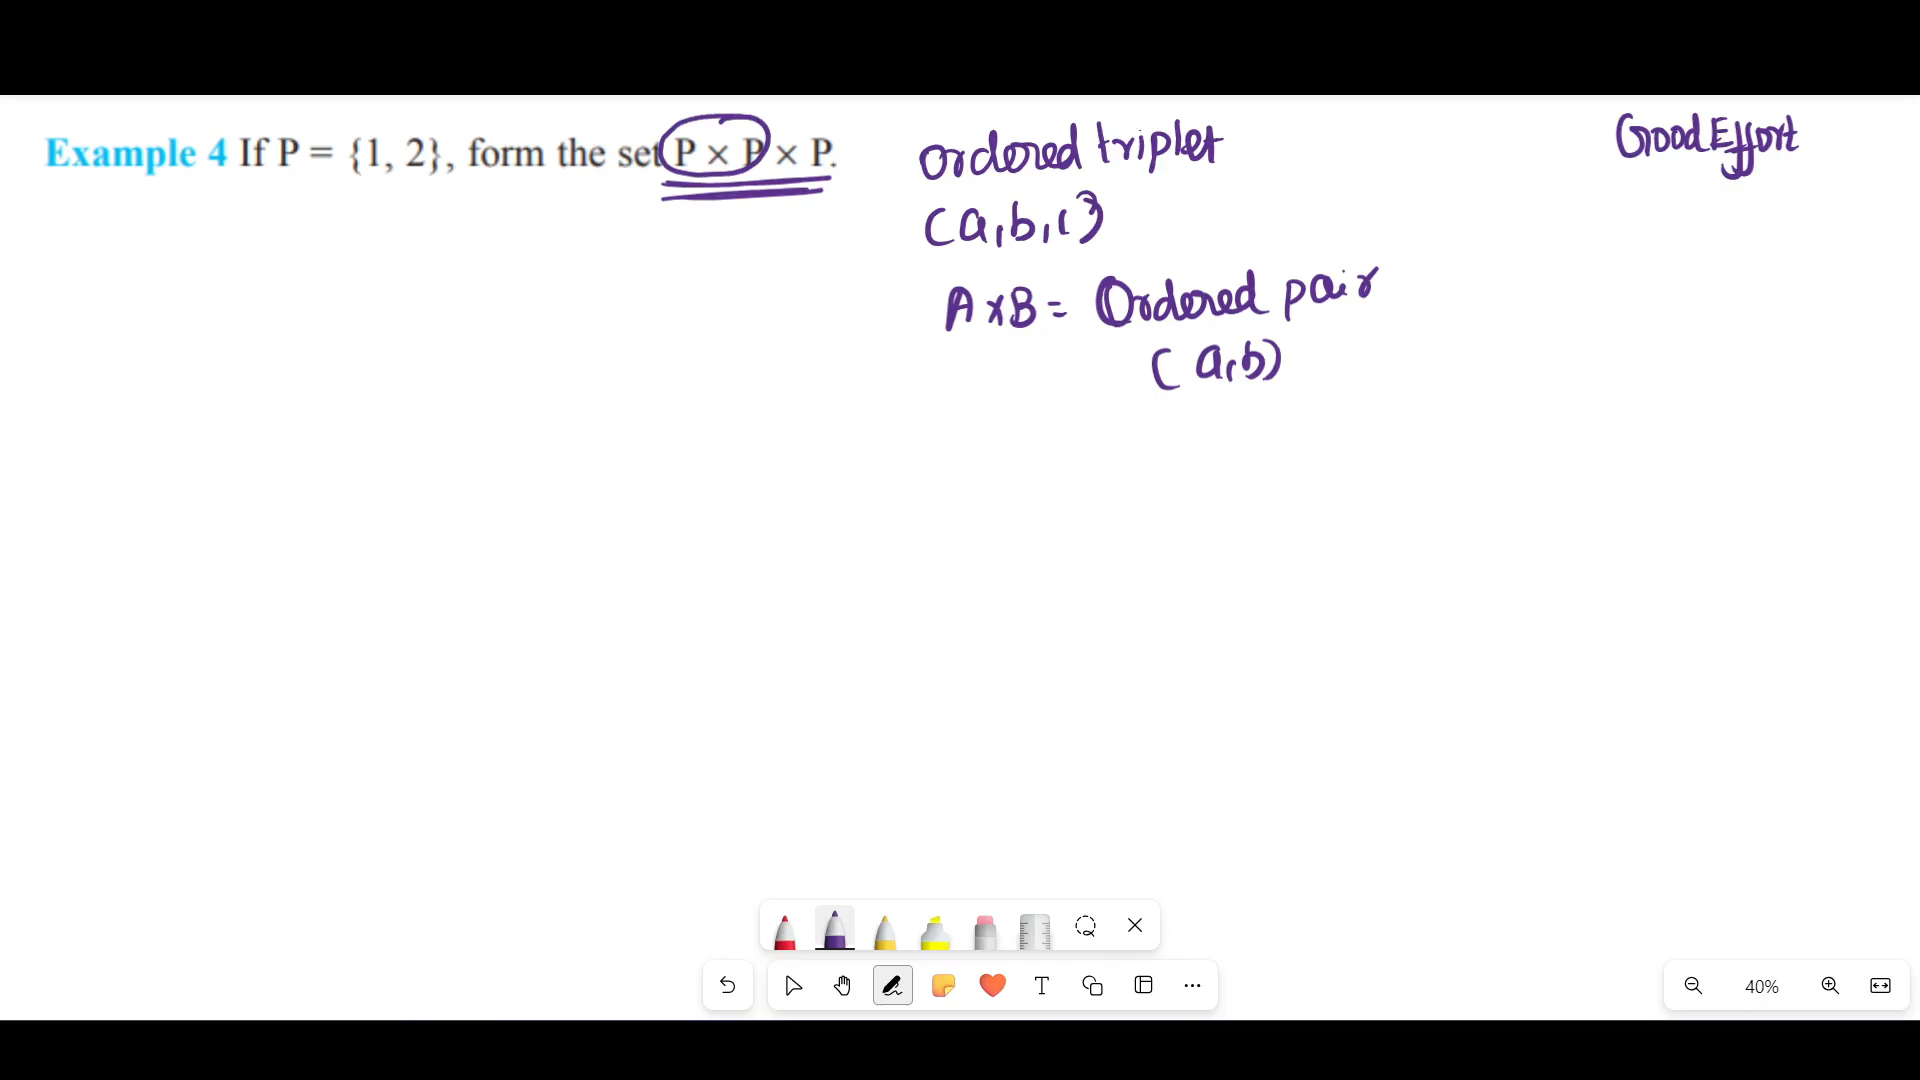 Example 4 If P = {1, 2}, form the set P × P × P.
ordered triplet
(a,b,c)
A×B = Ordered pair
(a,b)
Good Effort
40%